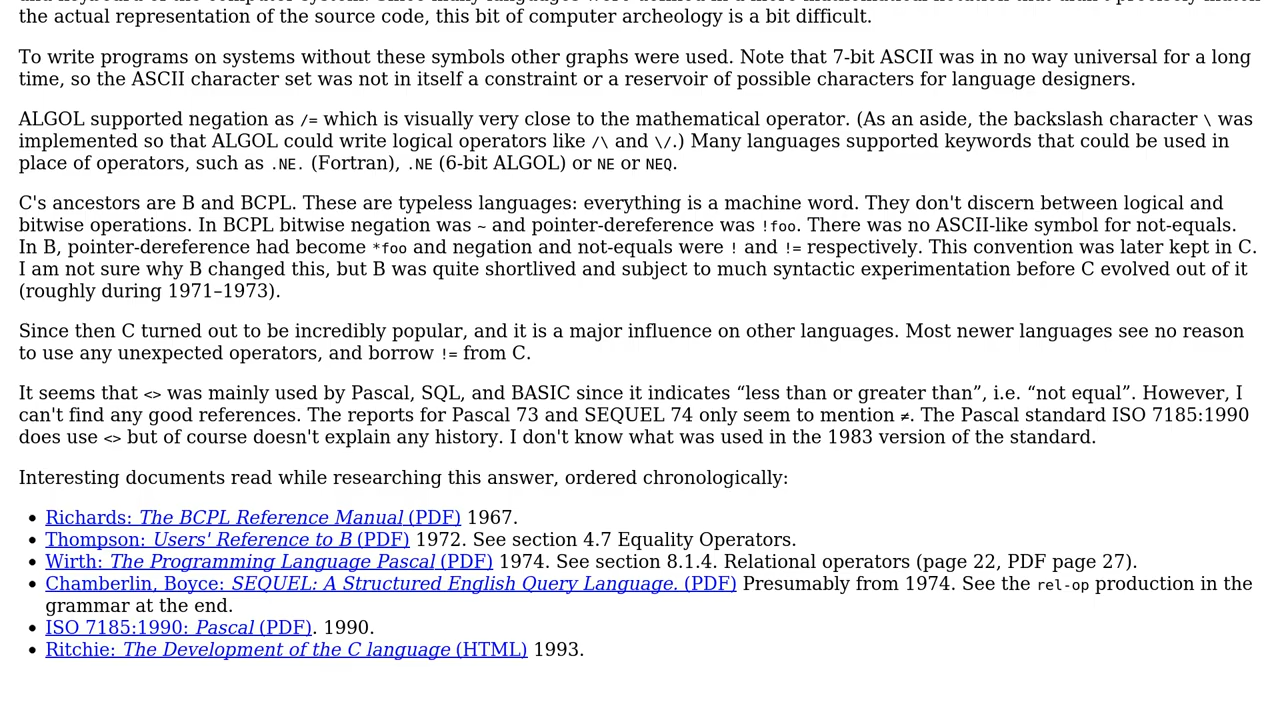 the actual representation of the source code, this bit of computer archeology is a bit difficult.
To write programs on systems without these symbols other graphs were used. Note that 7-bit ASCII was in no way universal for a long
time, so the ASCII character set was not in itself a constraint or a reservoir of possible characters for language designers.
ALGOL supported negation as /= which is visually very close to the mathematical operator. (As an aside, the backslash character \ was
implemented so that ALGOL could write logical operators like /\ and \/.) Many languages supported keywords that could be used in
place of operators, such as .NE. (Fortran), .NE (6-bit ALGOL) or NE or NEQ.
C's ancestors are B and BCPL. These are typeless languages: everything is a machine word. They don't discern between logical and
bitwise operations. In BCPL bitwise negation was ~ and pointer-dereference was !foo. There was no ASCII-like symbol for not-equals.
In B, pointer-dereference had become *foo and negation and not-equals were ! and != respectively. This convention was later kept in C.
I am not sure why B changed this, but B was quite shortlived and subject to much syntactic experimentation before C evolved out of it
(roughly during 1971–1973).
Since then C turned out to be incredibly popular, and it is a major influence on other languages. Most newer languages see no reason
to use any unexpected operators, and borrow != from C.
It seems that <> was mainly used by Pascal, SQL, and BASIC since it indicates “less than or greater than”, i.e. “not equal”. However, I
can't find any good references. The reports for Pascal 73 and SEQUEL 74 only seem to mention ≠. The Pascal standard ISO 7185:1990
does use <> but of course doesn't explain any history. I don't know what was used in the 1983 version of the standard.
Interesting documents read while researching this answer, ordered chronologically:
• Richards: The BCPL Reference Manual (PDF) 1967.
• Thompson: Users' Reference to B (PDF) 1972. See section 4.7 Equality Operators.
• Wirth: The Programming Language Pascal (PDF) 1974. See section 8.1.4. Relational operators (page 22, PDF page 27).
• Chamberlin, Boyce: SEQUEL: A Structured English Query Language. (PDF) Presumably from 1974. See the rel-op production in the
grammar at the end.
• ISO 7185:1990: Pascal (PDF). 1990.
• Ritchie: The Development of the C language (HTML) 1993.